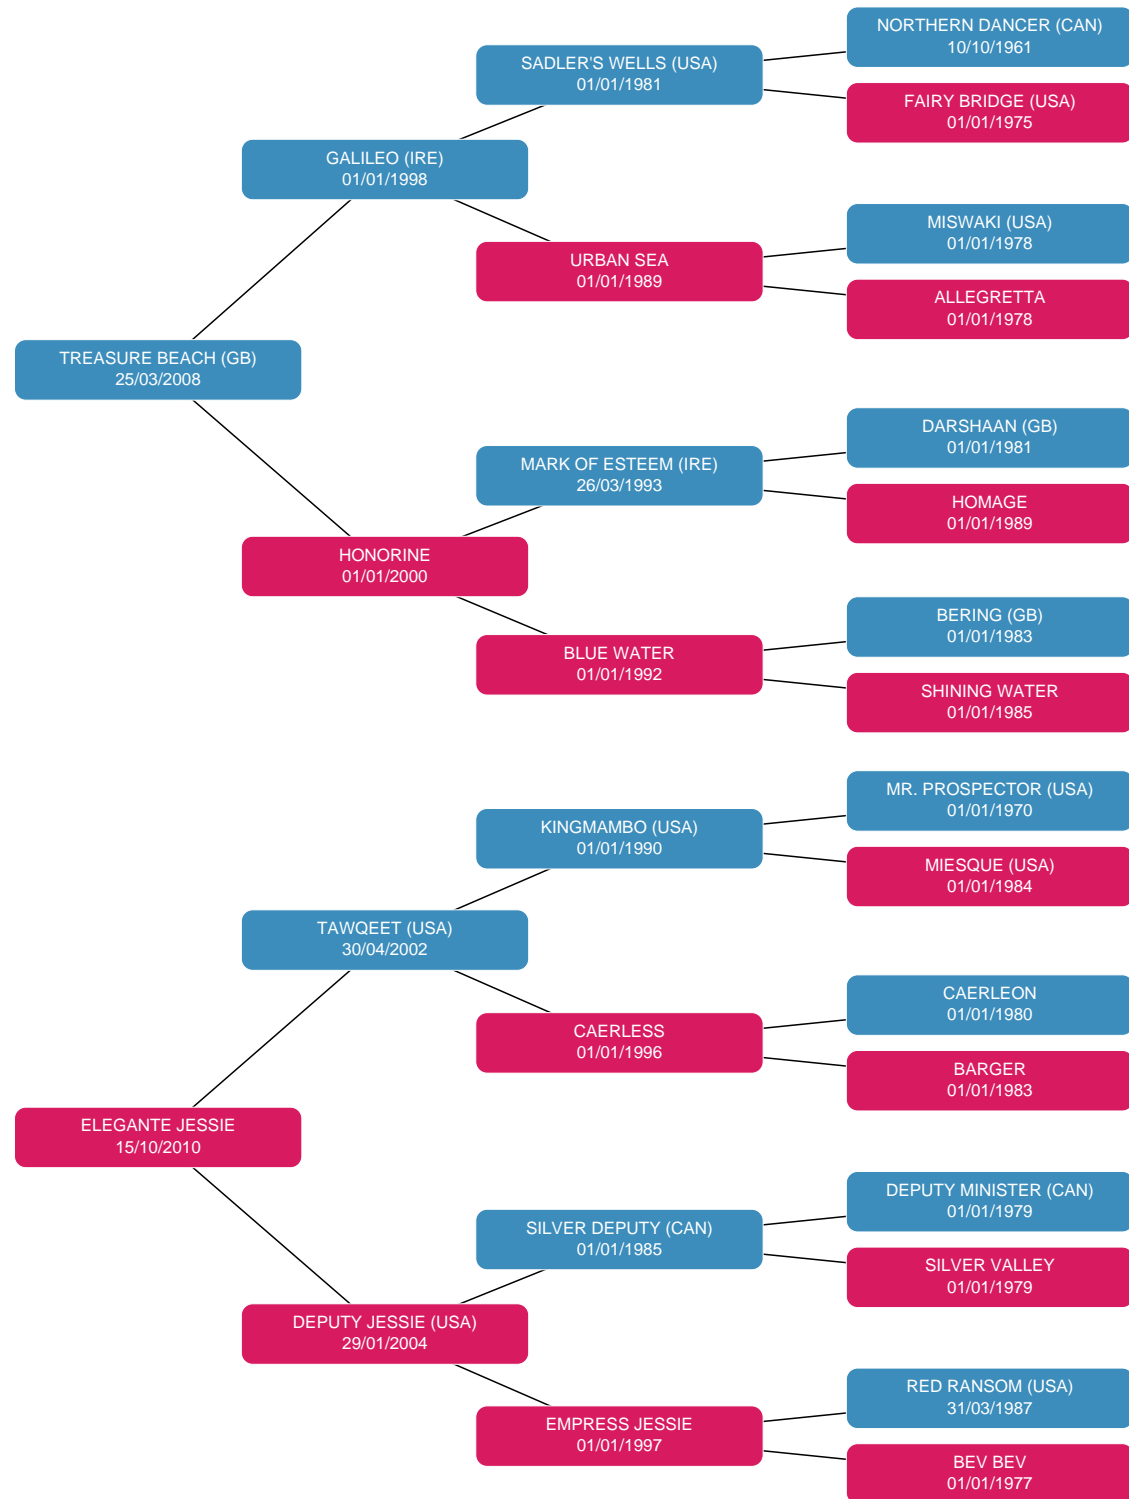 NORTHERN DANCER (CAN)
10/10/1961
SADLER'S WELLS (USA)
01/01/1981
FAIRY BRIDGE (USA)
01/01/1975
GALILEO (IRE)
01/01/1998
MISWAKI (USA)
01/01/1978
URBAN SEA
01/01/1989
ALLEGRETTA
01/01/1978
TREASURE BEACH (GB)
25/03/2008
DARSHAAN (GB)
01/01/1981
MARK OF ESTEEM (IRE)
26/03/1993
HOMAGE
01/01/1989
HONORINE
01/01/2000
BERING (GB)
01/01/1983
BLUE WATER
01/01/1992
SHINING WATER
01/01/1985
MR. PROSPECTOR (USA)
01/01/1970
KINGMAMBO (USA)
01/01/1990
MIESQUE (USA)
01/01/1984
TAWQEET (USA)
30/04/2002
CAERLEON
01/01/1980
CAERLESS
01/01/1996
BARGER
01/01/1983
ELEGANTE JESSIE
15/10/2010
DEPUTY MINISTER (CAN)
01/01/1979
SILVER DEPUTY (CAN)
01/01/1985
SILVER VALLEY
01/01/1979
DEPUTY JESSIE (USA)
29/01/2004
RED RANSOM (USA)
31/03/1987
EMPRESS JESSIE
01/01/1997
BEV BEV
01/01/1977